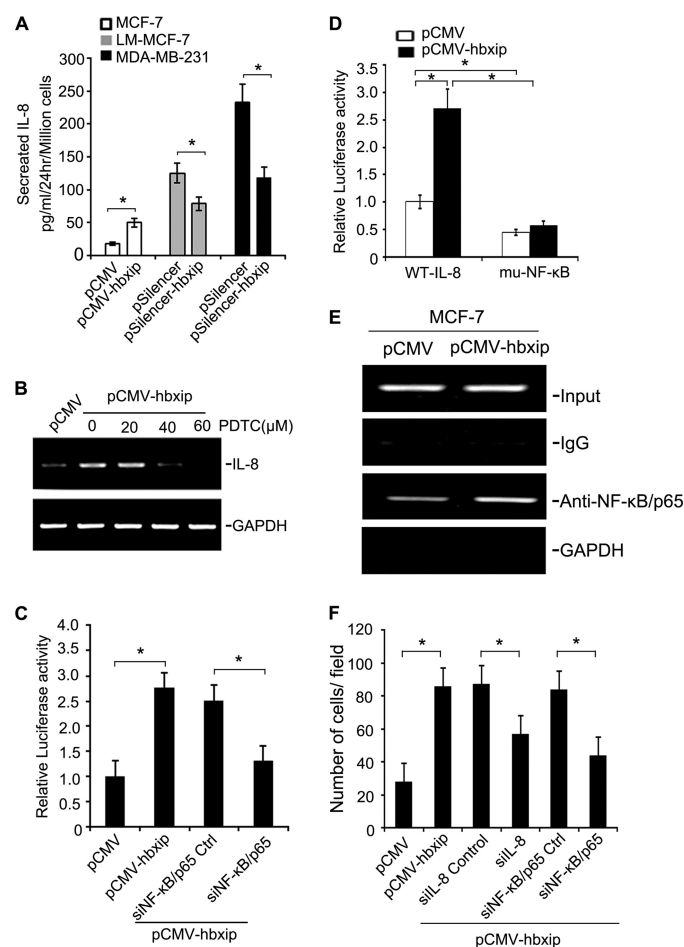 A
MCF-7
LM-MCF-7
MDA-MB-231
Secreated IL-8
pg/ml/24hr/Million cells
300
250
200
150
100
50
0
*
*
*
pCMV
pCMV-hbxip
pSilencer
pSilencer-hbxip
pSilencer
pSilencer-hbxip
B
pCMV
pCMV-hbxip
0 20 40 60 PDTC(µM)
-IL-8
-GAPDH
C
Relative Luciferase activity
4.0
3.5
3.0
2.5
2.0
1.5
1.0
0.5
0.0
*
*
pCMV
pCMV-hbxip
siNF-κB/p65 Ctrl
siNF-κB/p65
pCMV-hbxip
D
pCMV
pCMV-hbxip
Relative Luciferase activity
3.5
3.0
2.5
2.0
1.5
1.0
0.5
0.0
*
*
*
WT-IL-8
mu-NF-κB
E
MCF-7
pCMV
pCMV-hbxip
-Input
-IgG
-Anti-NF-κB/p65
-GAPDH
F
Number of cells/ field
120
100
80
60
40
20
0
*
*
*
pCMV
pCMV-hbxip
siIL-8 Control
siIL-8
siNF-κB/p65 Ctrl
siNF-κB/p65
pCMV-hbxip